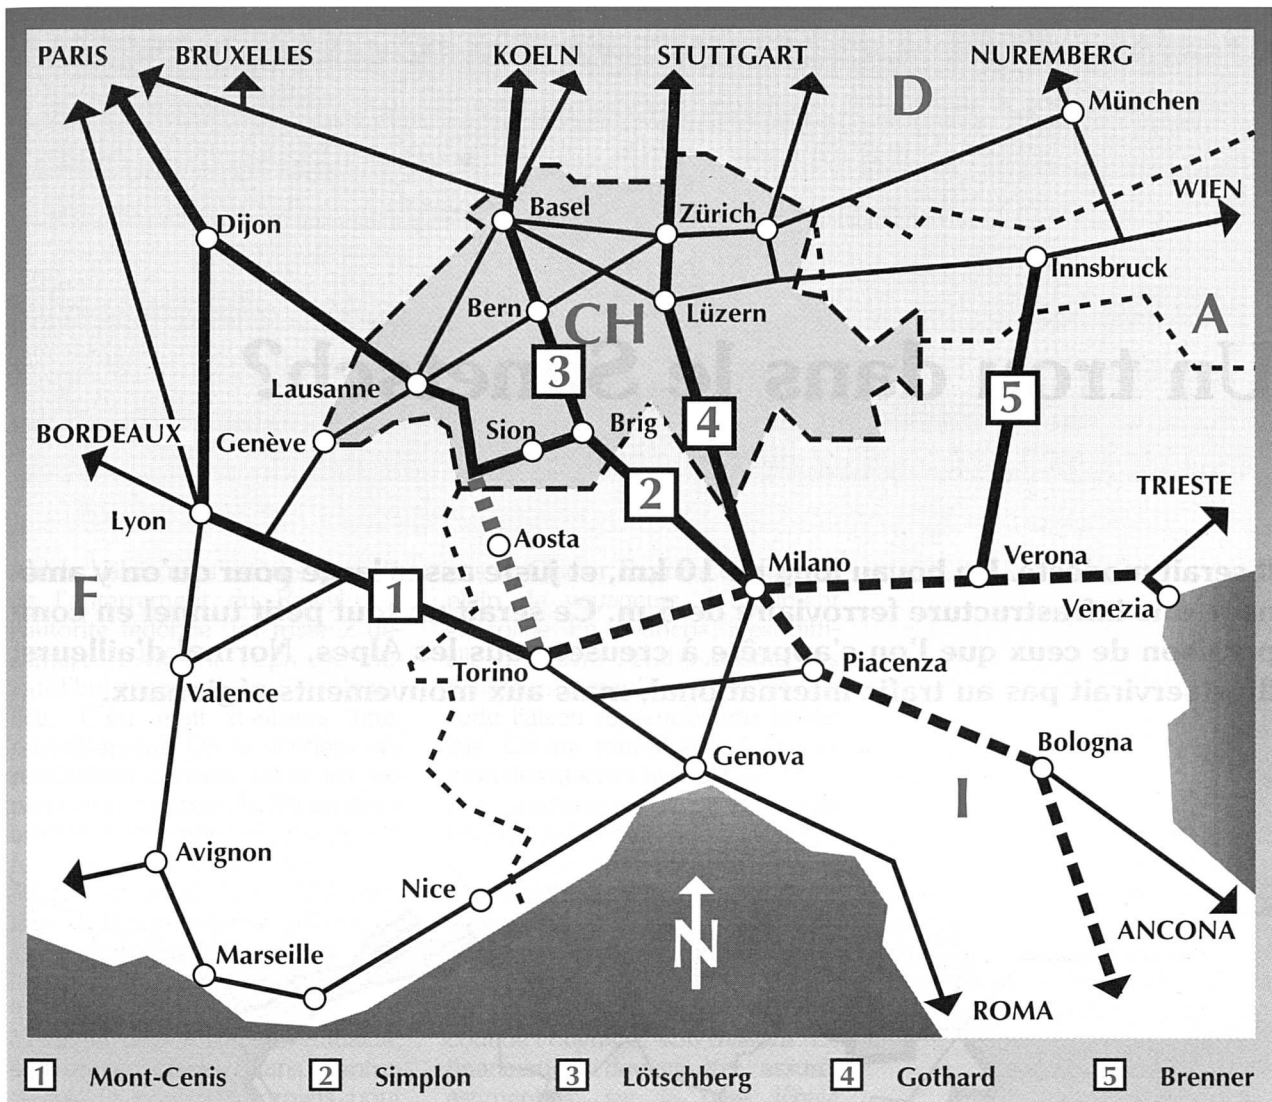 PARIS BRUXELLES KOELN STUTTGART NUREMBERG
D
München
WIEN
Basel
Zürich
Dijon
Innsbruck
Bern
CH
Lüzern
A
3
Lausanne
5
4
BORDEAUX
Genève
Sion
Brig
2
TRIESTE
Lyon
Aosta
Milano
Verona
F
1
Venezia
Torino
Piacenza
Valence
Bologna
Genova
I
Avignon
Nice
N
ANCONA
Marseille
ROMA
1 Mont-Cenis 2 Simplon 3 Lötschberg 4 Gothard 5 Brenner